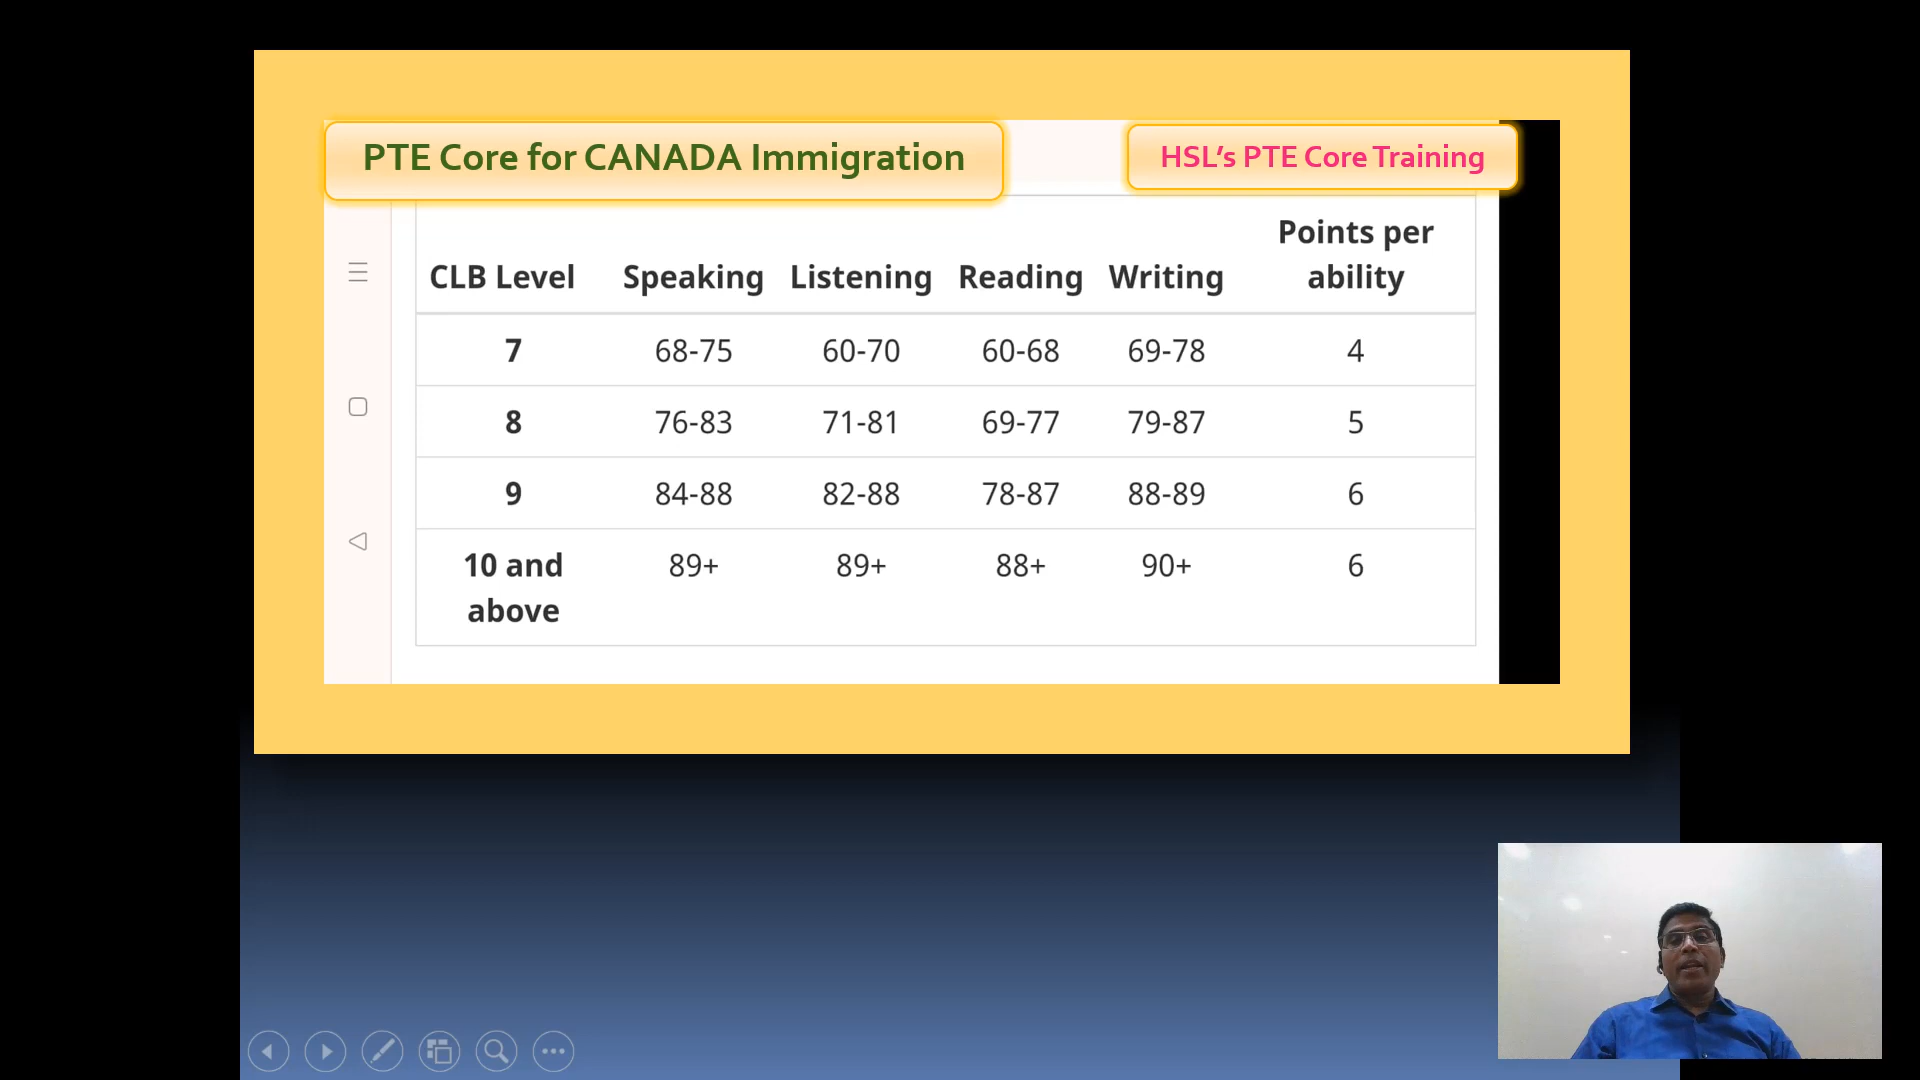 PTE Core for CANADA Immigration
HSL’s PTE Core Training
CLB Level Speaking Listening Reading Writing Points per ability
7 68-75 60-70 60-68 69-78 4
8 76-83 71-81 69-77 79-87 5
9 84-88 82-88 78-87 88-89 6
10 and above 89+ 89+ 88+ 90+ 6